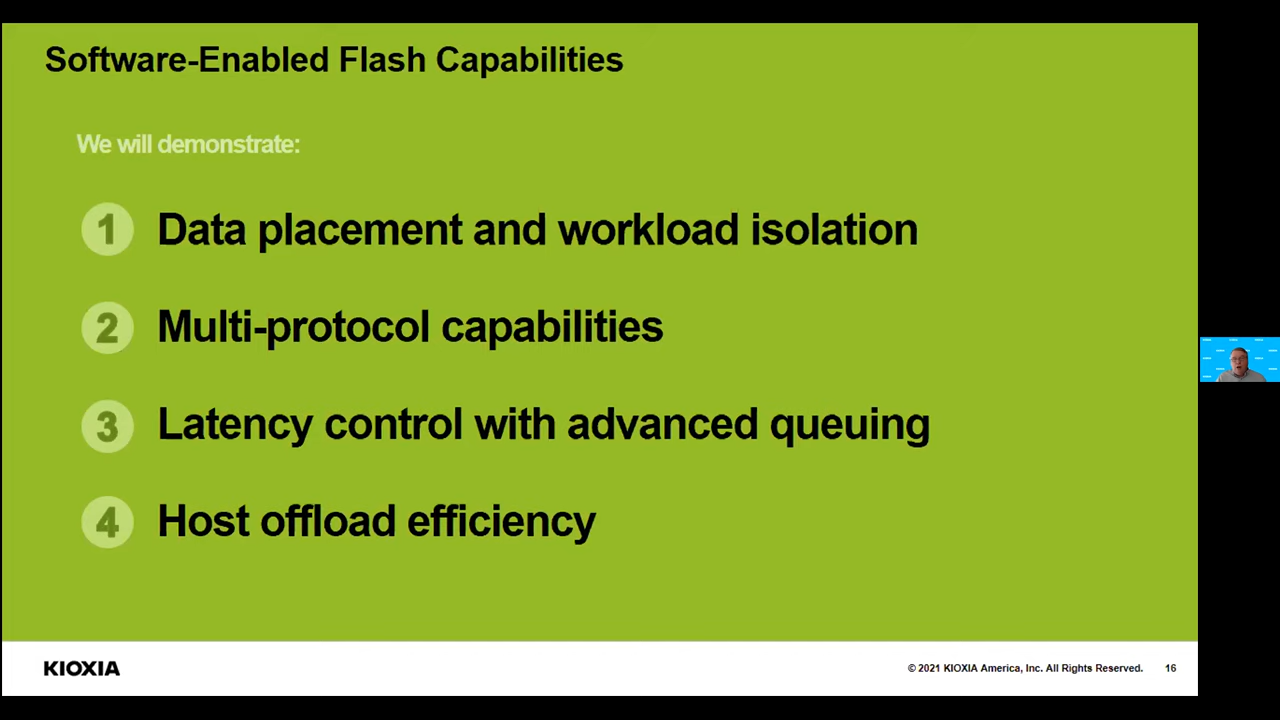 Software-Enabled Flash Capabilities
We will demonstrate:
1 Data placement and workload isolation
2 Multi-protocol capabilities
3 Latency control with advanced queuing
4 Host offload efficiency
KIOXIA © 2021 KIOXIA America, Inc. All Rights Reserved. 16